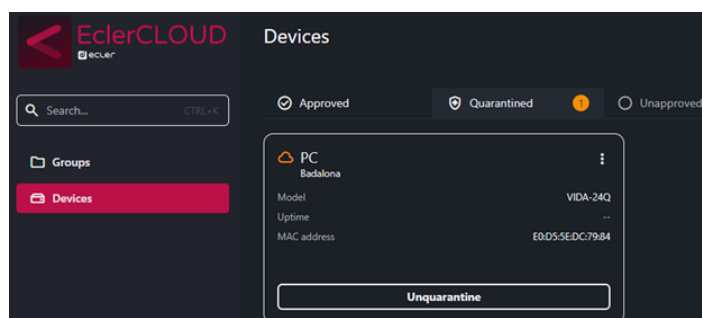 EclerCLOUD
ecler
Devices
Search...
CTRL+K
Approved
Quarantined
1
Unapproved
Groups
Devices
PC
Badalona
Model
VIDA-24Q
Uptime
--
MAC address
E0:D5:5E:DC:79:84
Unquarantine